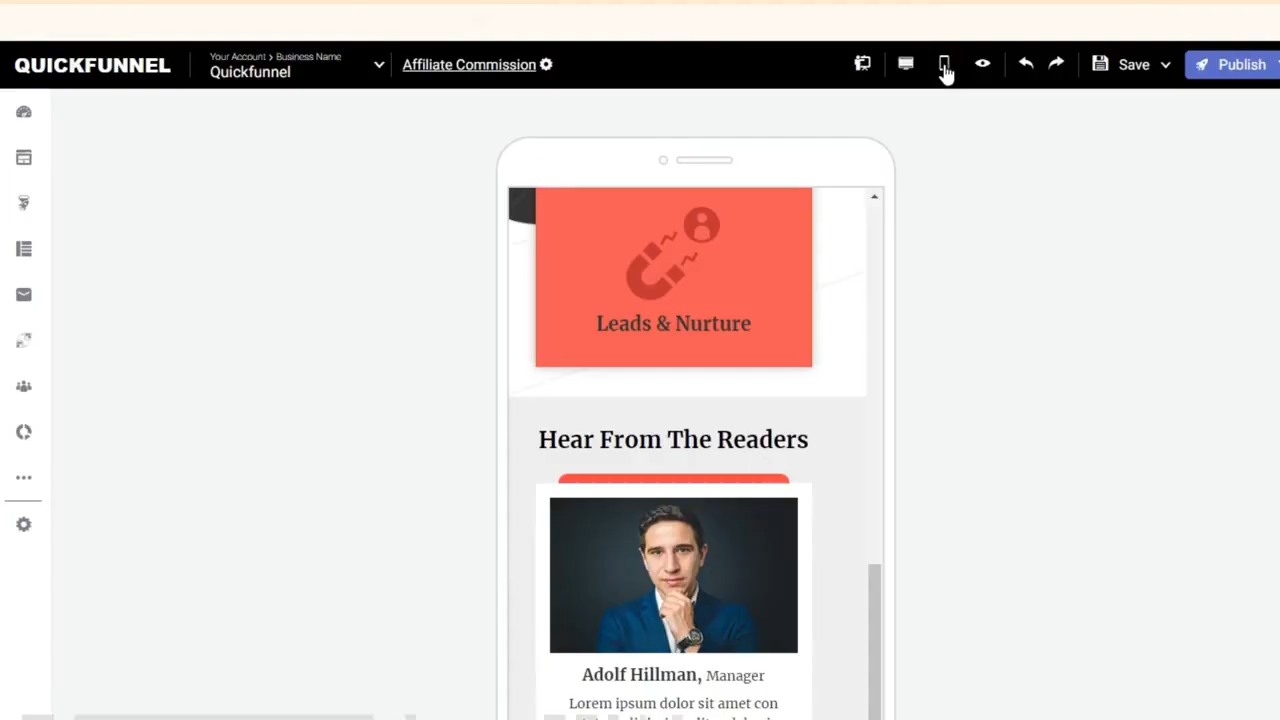 QUICKFUNNEL
Your Account › Business Name
Quickfunnel
Affiliate Commission
Save
Publish
Leads & Nurture
Hear From The Readers
Adolf Hillman, Manager
Lorem ipsum dolor sit amet con